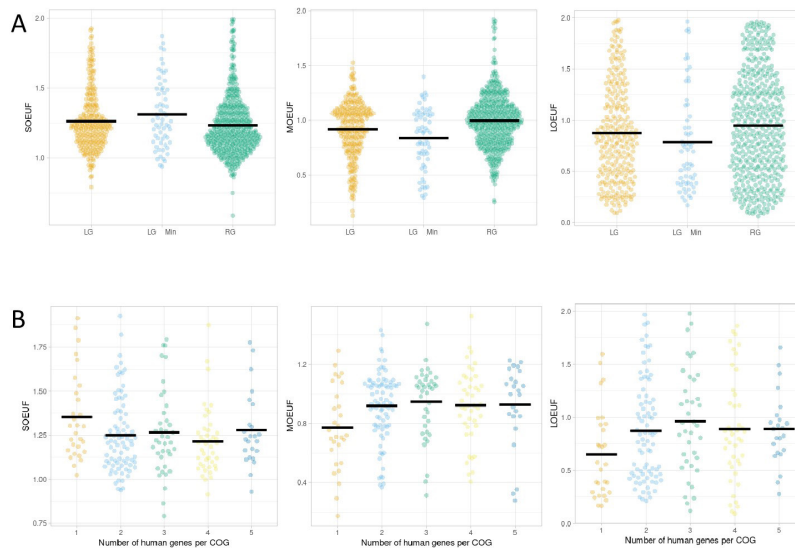 A
SOEUF
2.0
1.5
1.0
LG
LG Min
RG
MOEUF
2.0
1.5
1.0
0.5
LG
LG Min
RG
LOEUF
2.0
1.5
1.0
0.5
0.0
LG
LG Min
RG
B
SOEUF
1.75
1.50
1.25
1.00
0.75
1 2 3 4 5
Number of human genes per COG
MOEUF
1.2
0.8
0.4
1 2 3 4 5
Number of human genes per COG
LOEUF
2.0
1.5
1.0
0.5
0.0
1 2 3 4 5
Number of human genes per COG